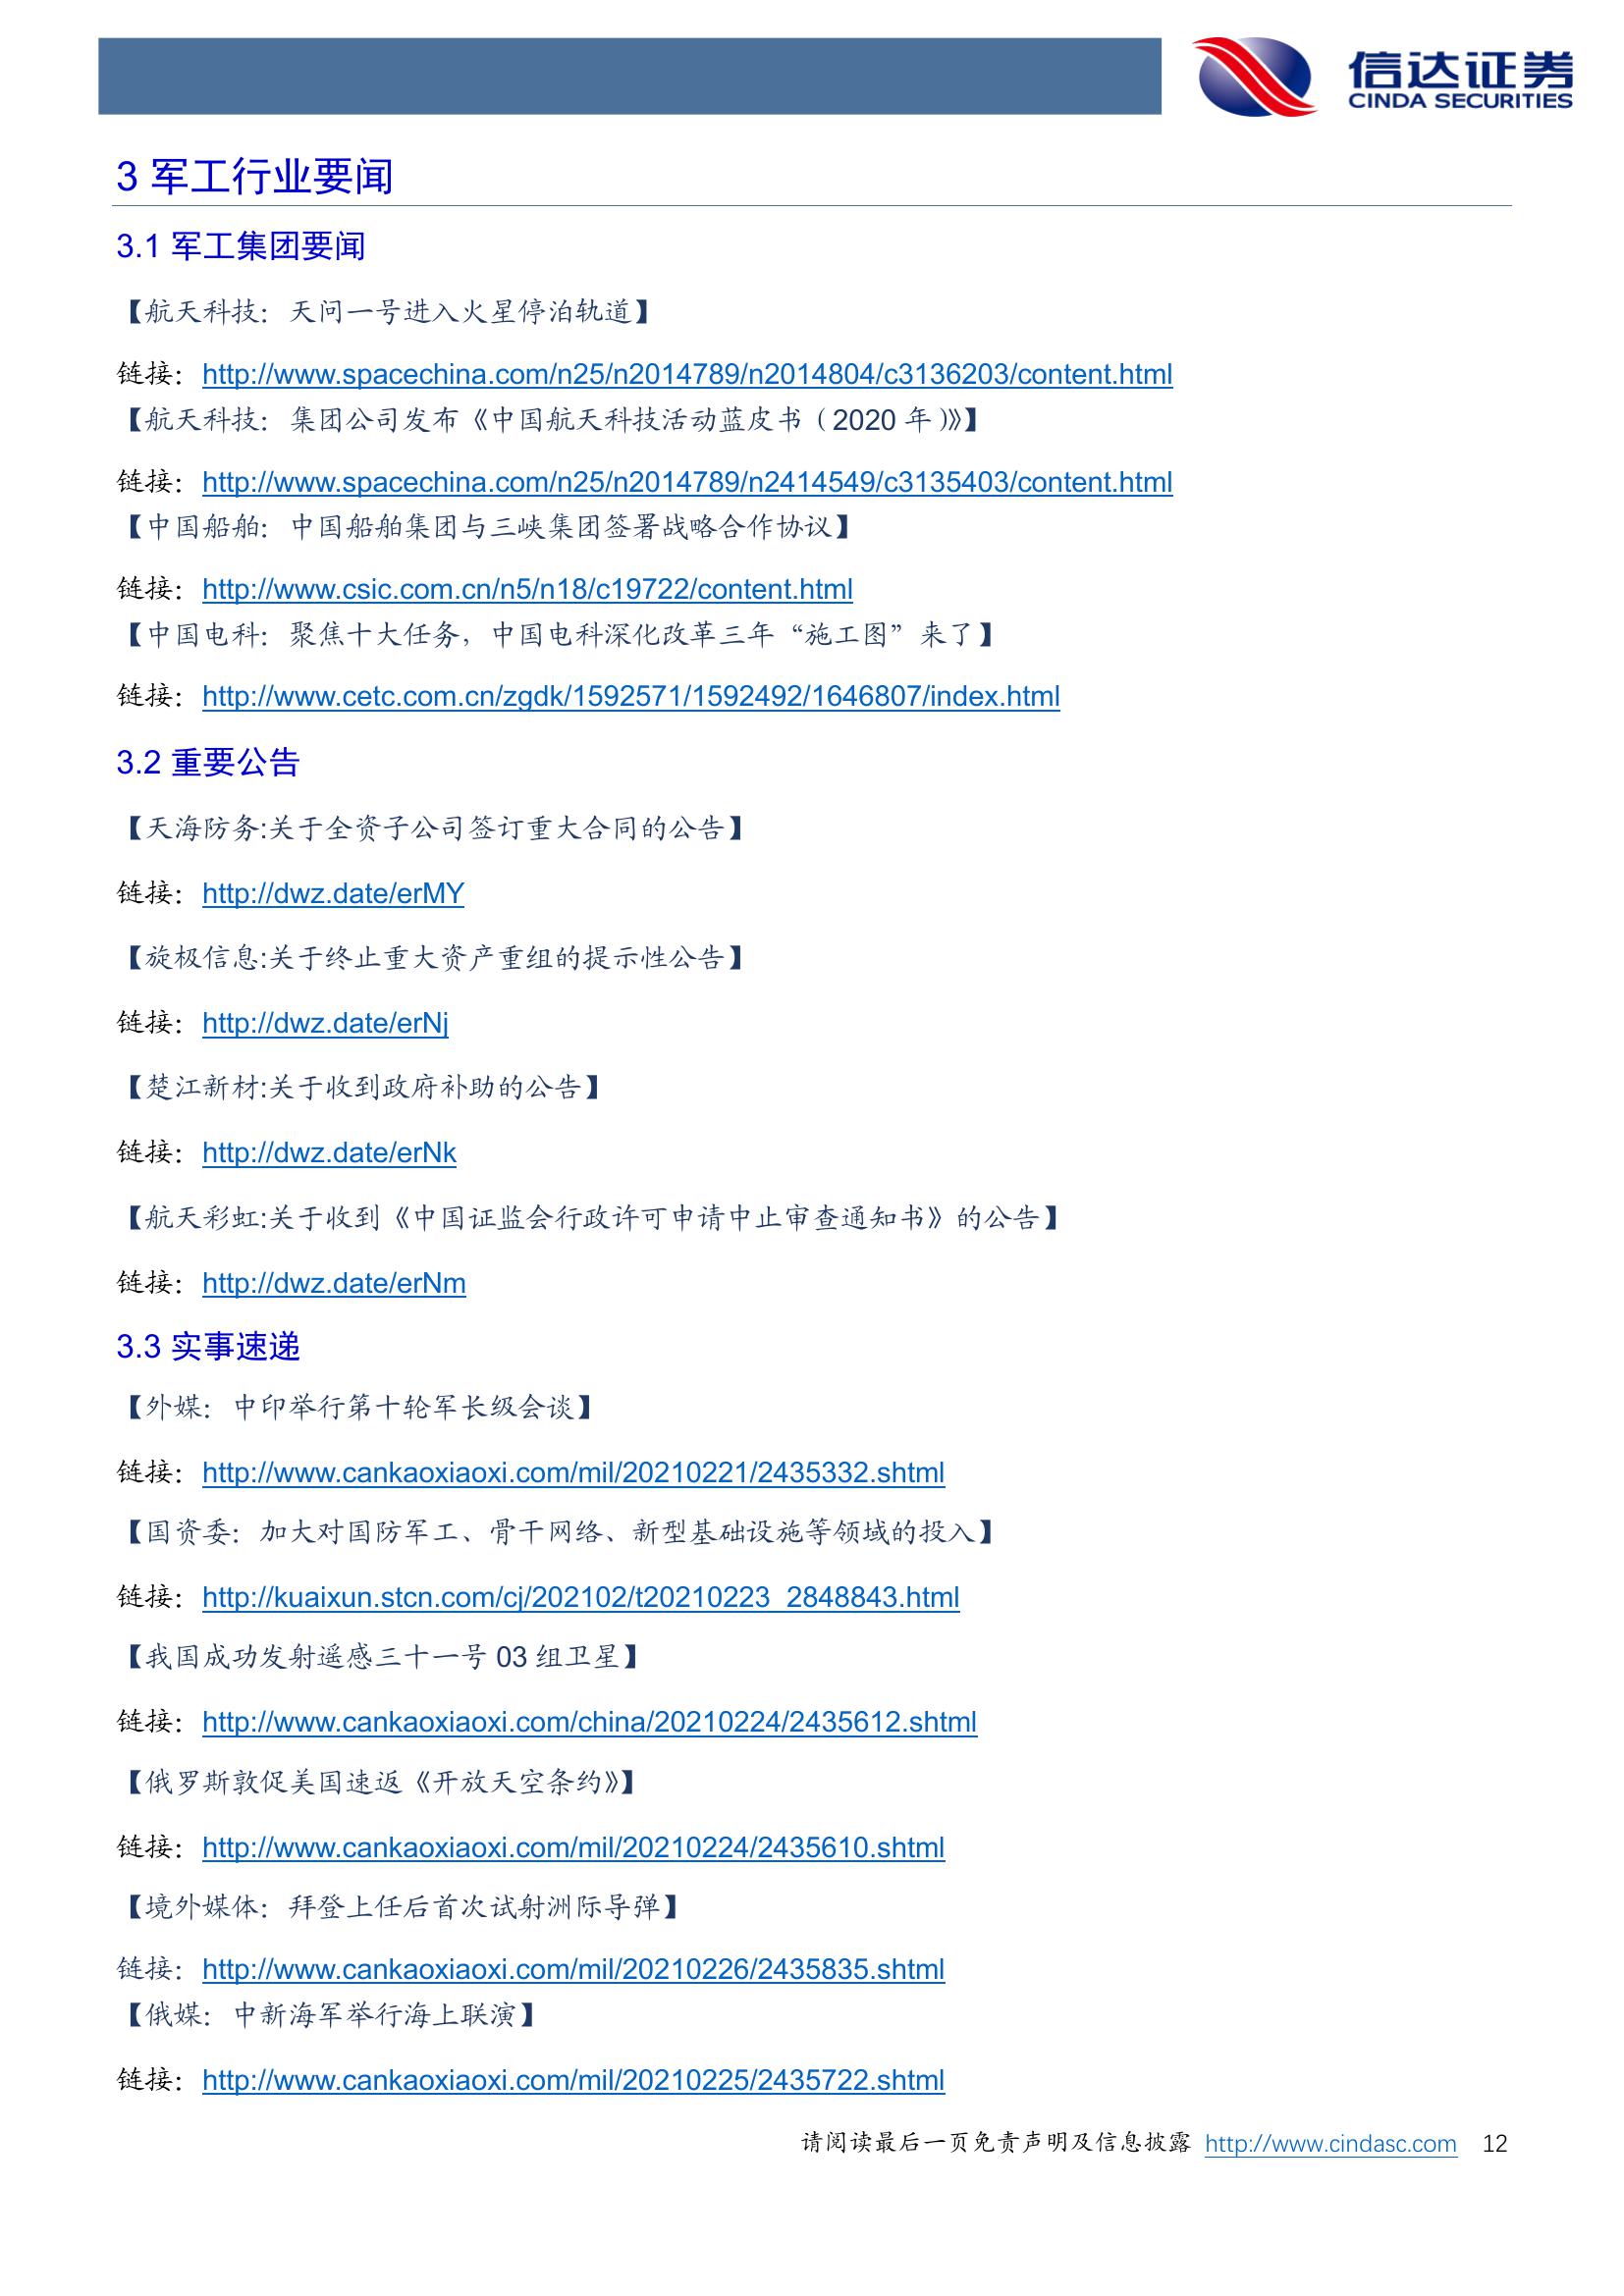 信达证券
CINDA SECURITIES
3 军工行业要闻
3.1 军工集团要闻
【航天科技：天问一号进入火星停泊轨道】
链接：http://www.spacechina.com/n25/n2014789/n2014804/c3136203/content.html
【航天科技：集团公司发布《中国航天科技活动蓝皮书（2020 年）》】
链接：http://www.spacechina.com/n25/n2014789/n2414549/c3135403/content.html
【中国船舶：中国船舶集团与三峡集团签署战略合作协议】
链接：http://www.csic.com.cn/n5/n18/c19722/content.html
【中国电科：聚焦十大任务，中国电科深化改革三年“施工图”来了】
链接：http://www.cetc.com.cn/zgdk/1592571/1592492/1646807/index.html
3.2 重要公告
【天海防务:关于全资子公司签订重大合同的公告】
链接：http://dwz.date/erMY
【旋极信息:关于终止重大资产重组的提示性公告】
链接：http://dwz.date/erNj
【楚江新材:关于收到政府补助的公告】
链接：http://dwz.date/erNk
【航天彩虹:关于收到《中国证监会行政许可申请中止审查通知书》的公告】
链接：http://dwz.date/erNm
3.3 实事速递
【外媒：中印举行第十轮军长级会谈】
链接：http://www.cankaoxiaoxi.com/mil/20210221/2435332.shtml
【国资委：加大对国防军工、骨干网络、新型基础设施等领域的投入】
链接：http://kuaixun.stcn.com/cj/202102/t20210223_2848843.html
【我国成功发射遥感三十一号 03 组卫星】
链接：http://www.cankaoxiaoxi.com/china/20210224/2435612.shtml
【俄罗斯敦促美国速返《开放天空条约》】
链接：http://www.cankaoxiaoxi.com/mil/20210224/2435610.shtml
【境外媒体：拜登上任后首次试射洲际导弹】
链接：http://www.cankaoxiaoxi.com/mil/20210226/2435835.shtml
【俄媒：中新海军举行海上联演】
链接：http://www.cankaoxiaoxi.com/mil/20210225/2435722.shtml
请阅读最后一页免责声明及信息披露 http://www.cindasc.com 12